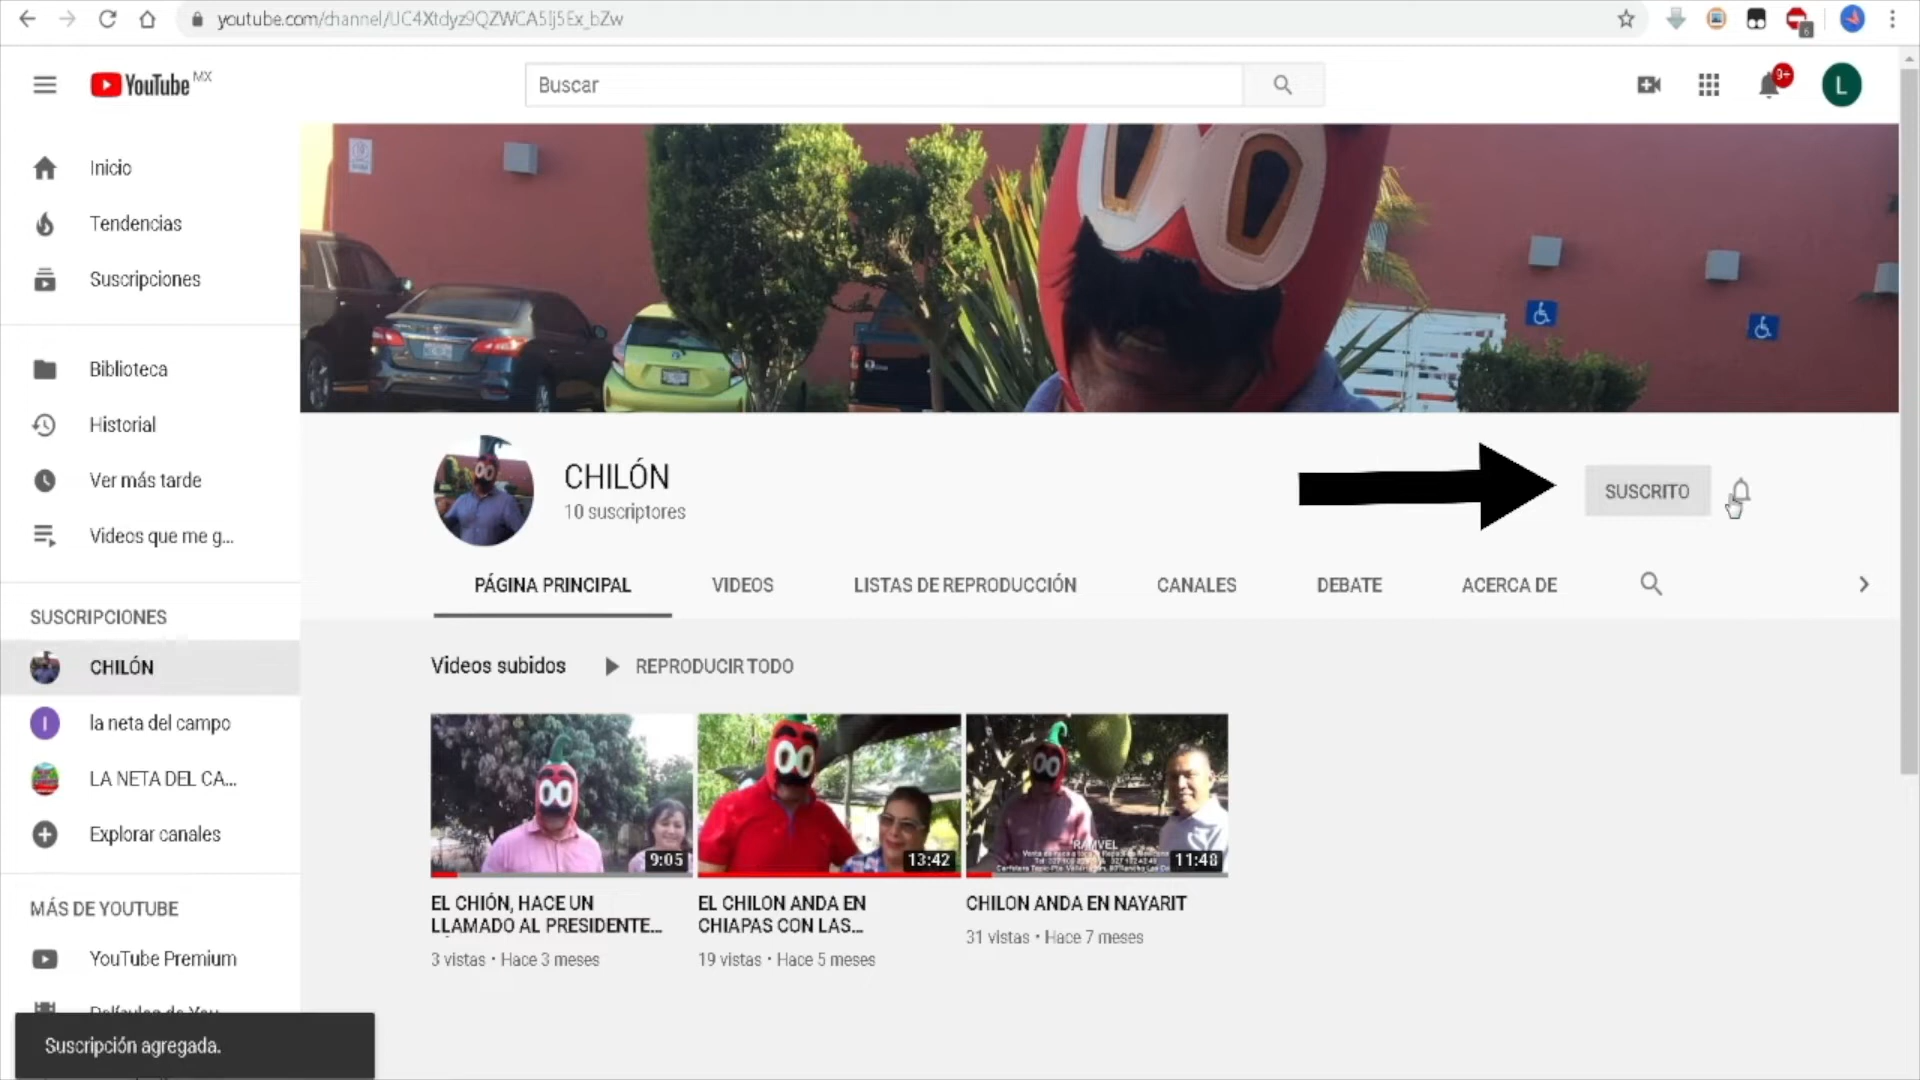 youtube.com/channel/UC4Xtdyz9QZWCA5Ij5Ex_bZw
YouTube MX
Buscar
9+
L
Inicio
Tendencias
Suscripciones
Biblioteca
Historial
Ver más tarde
Videos que me g...
SUSCRIPCIONES
CHILÓN
I
la neta del campo
LA NETA DEL CA...
Explorar canales
MÁS DE YOUTUBE
YouTube Premium
Suscripción agregada.
CHILÓN
10 suscriptores
SUSCRITO
PÁGINA PRINCIPAL
VIDEOS
LISTAS DE REPRODUCCIÓN
CANALES
DEBATE
ACERCA DE
Videos subidos
REPRODUCIR TODO
9:05
EL CHIÓN, HACE UN
LLAMADO AL PRESIDENTE...
3 vistas • Hace 3 meses
13:42
EL CHILON ANDA EN
CHIAPAS CON LAS...
19 vistas • Hace 5 meses
RAMVEL
11:48
CHILON ANDA EN NAYARIT
31 vistas • Hace 7 meses